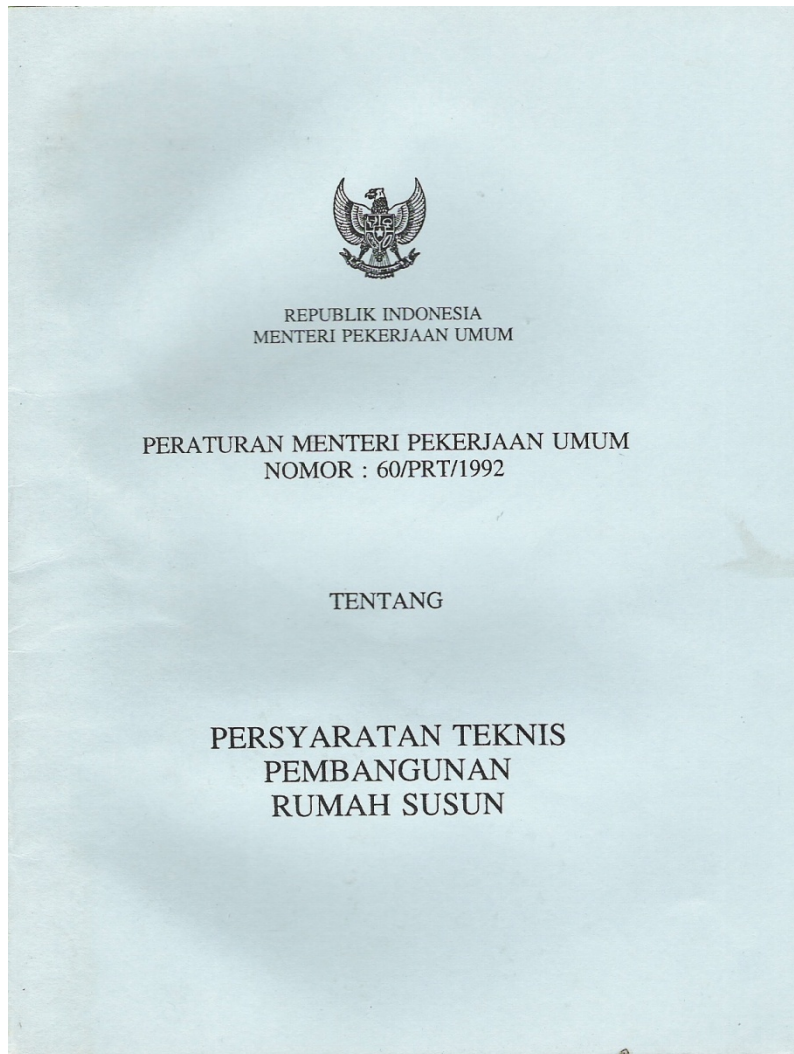 REPUBLIK INDONESIA
MENTERI PEKERJAAN UMUM
PERATURAN MENTERI PEKERJAAN UMUM
NOMOR : 60/PRT/1992
TENTANG
PERSYARATAN TEKNIS
PEMBANGUNAN
RUMAH SUSUN